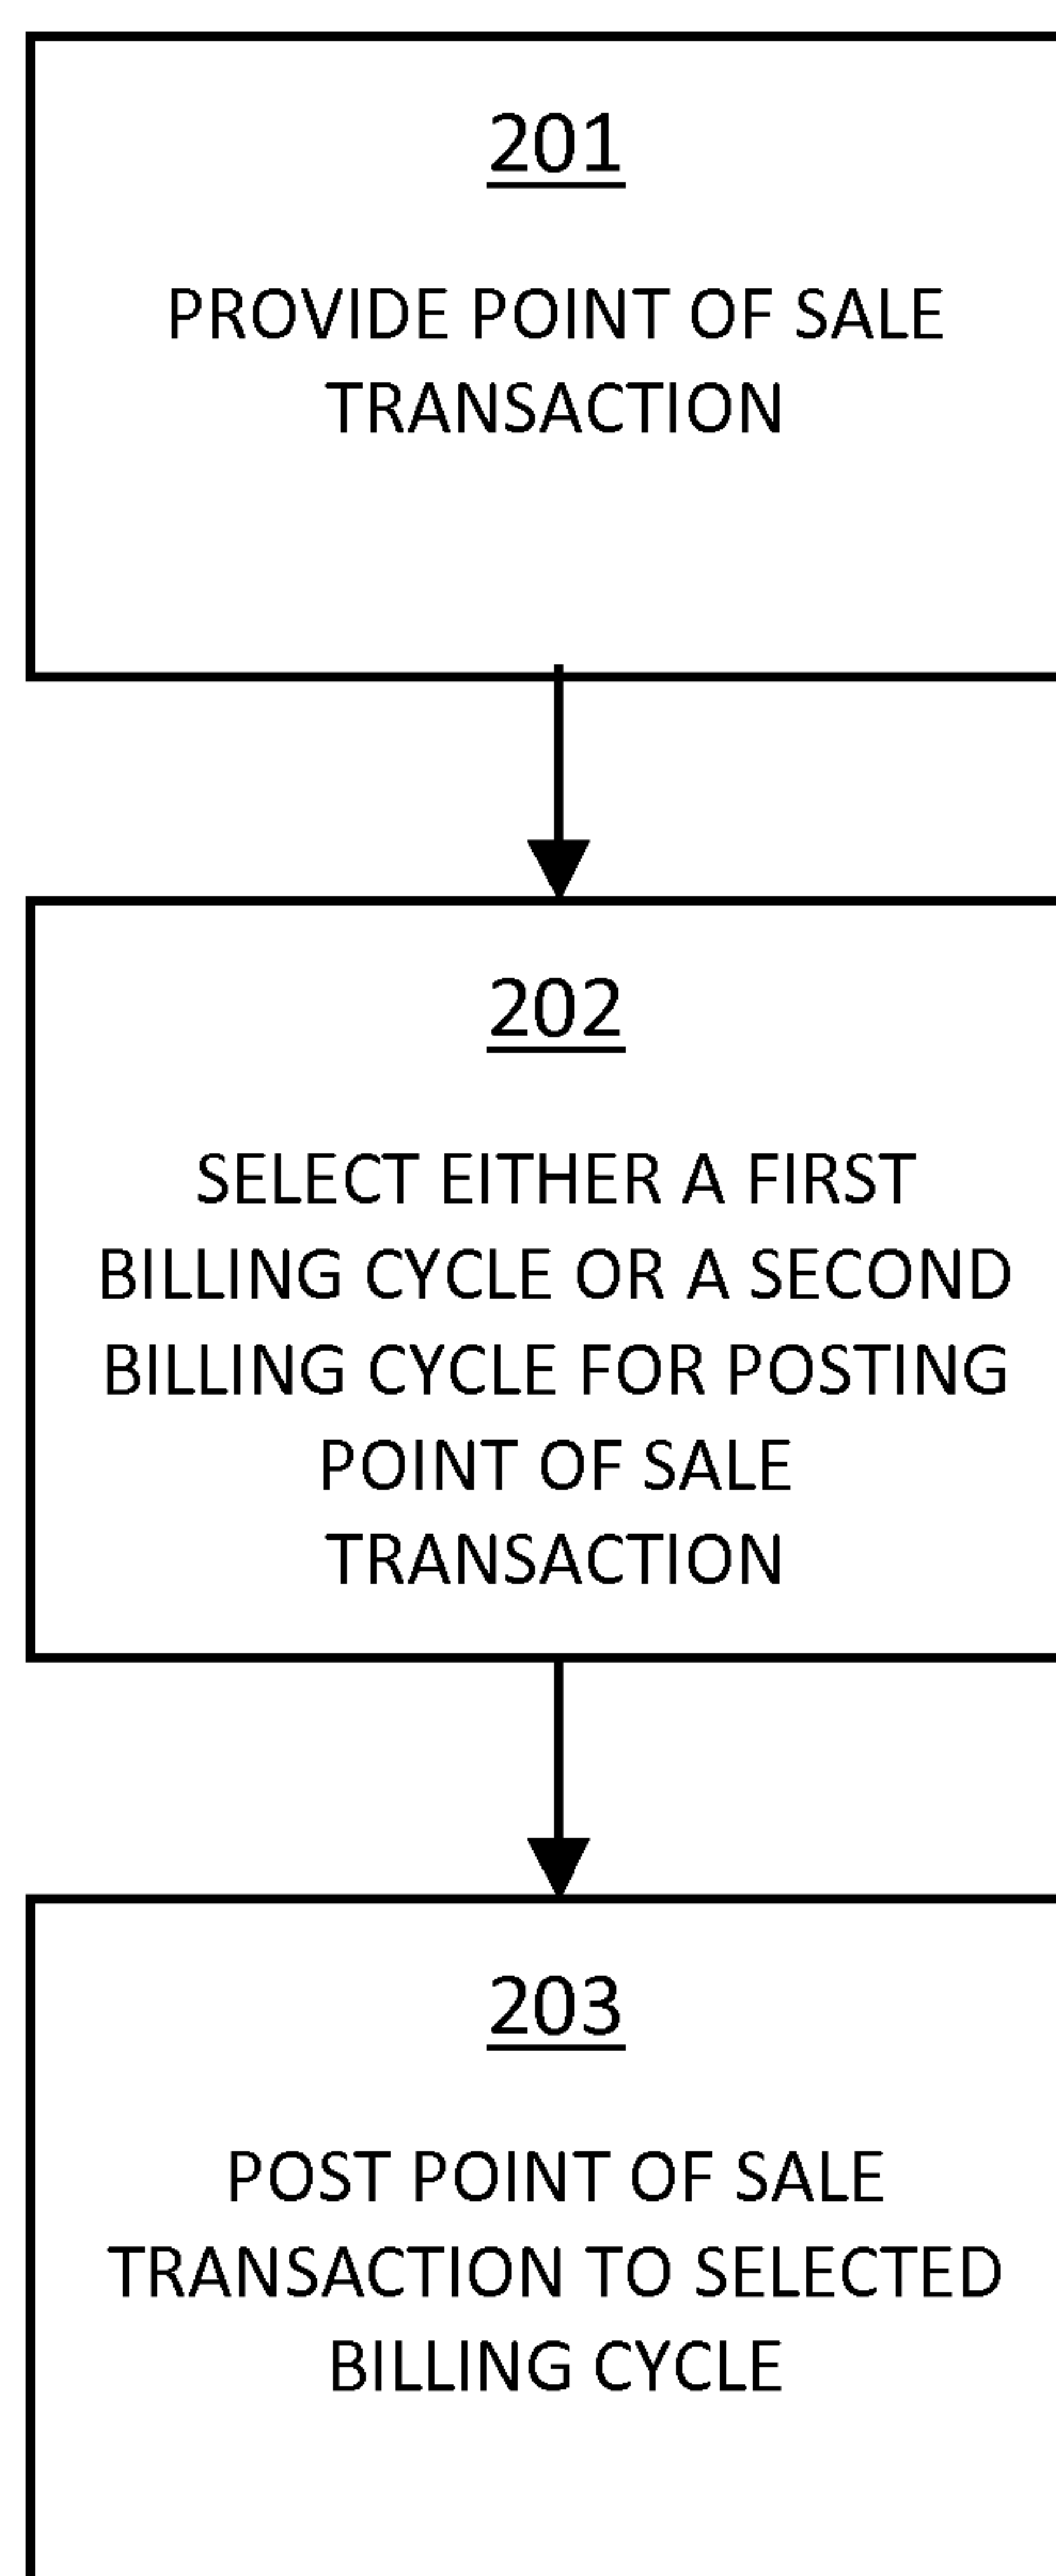 201
PROVIDE POINT OF SALE
TRANSACTION
202
SELECT EITHER A FIRST
BILLING CYCLE OR A SECOND
BILLING CYCLE FOR POSTING
POINT OF SALE
TRANSACTION
203
POST POINT OF SALE
TRANSACTION TO SELECTED
BILLING CYCLE